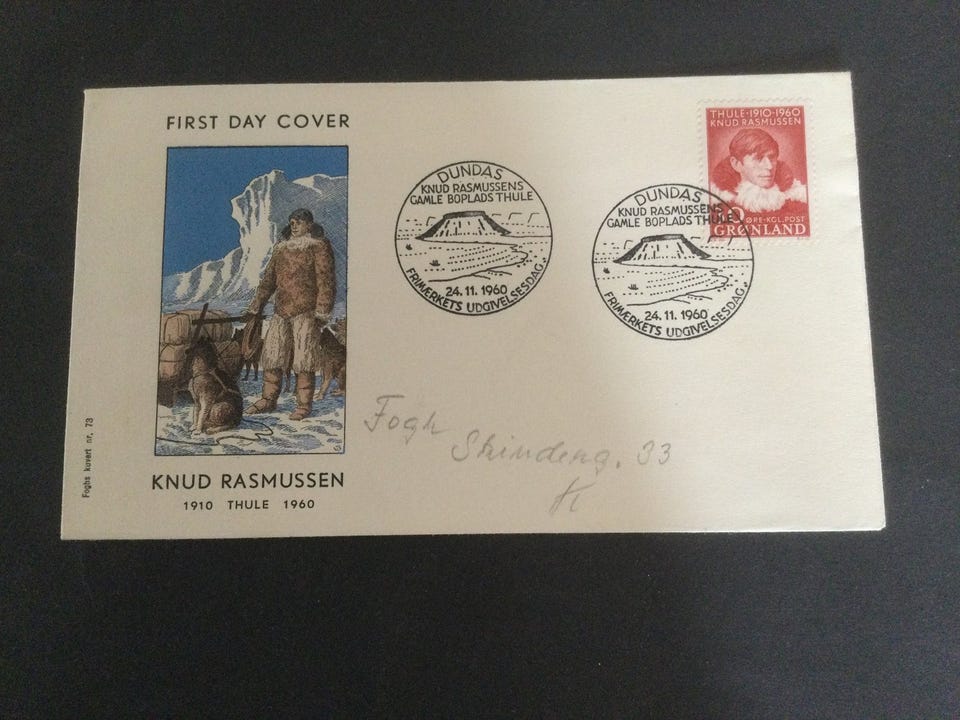 FIRST DAY COVER
KNUD RASMUSSEN
1910 THULE 1960
Foghs kuvert nr. 73
DUNDAS
KNUD RASMUSSENS
GAMLE BOPLADS THULE
24.11.1960
FRIMÆRKETS UDGIVELSESDAG.
DUNDAS
KNUD RASMUSSENS
GAMLE BOPLADS THULE
24.11.1960
FRIMÆRKETS UDGIVELSESDAG.
THULE·1910-1960
KNUD RASMUSSEN
ØRE·KGL.POST
GRØNLAND
Fogh
Skinderg. 33
K